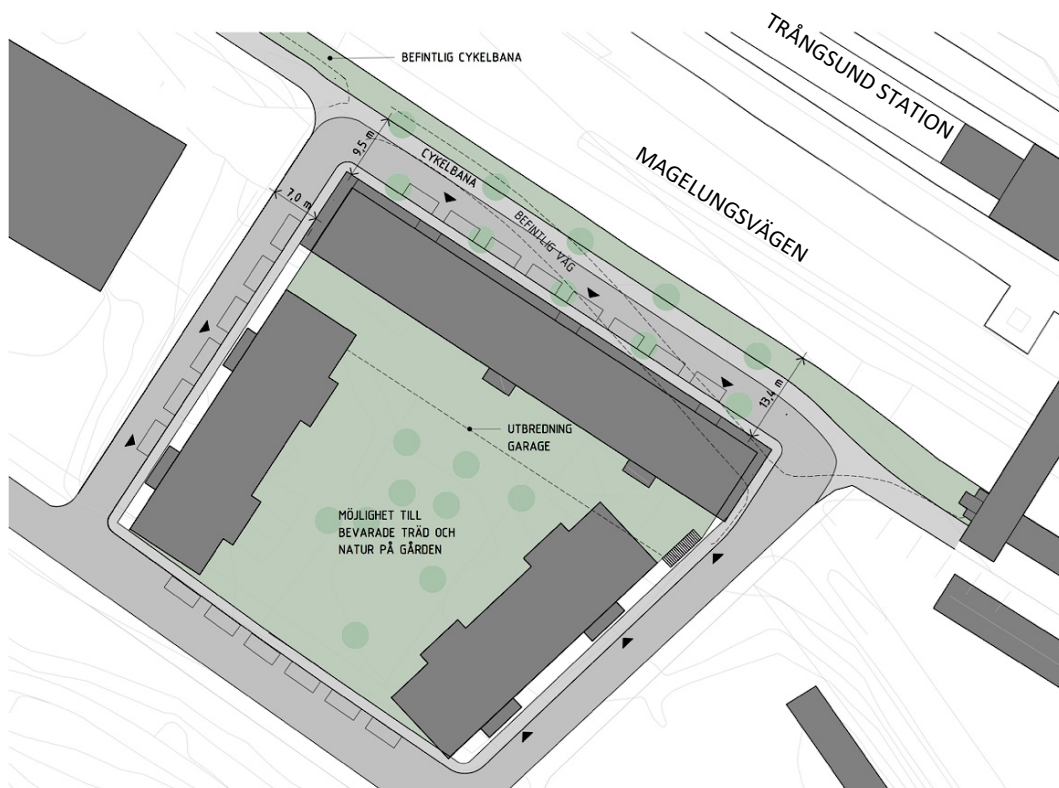 TRÅNGSUND STATION
BEFINTLIG CYKELBANA
MAGELUNGSVÄGEN
9,5 m
CYKELBANA
7,0 m
BEFINTLIG VÄG
13,4 m
UTBREDNING
GARAGE
MÖJLIGHET TILL
BEVARADE TRÄD OCH
NATUR PÅ GÅRDEN